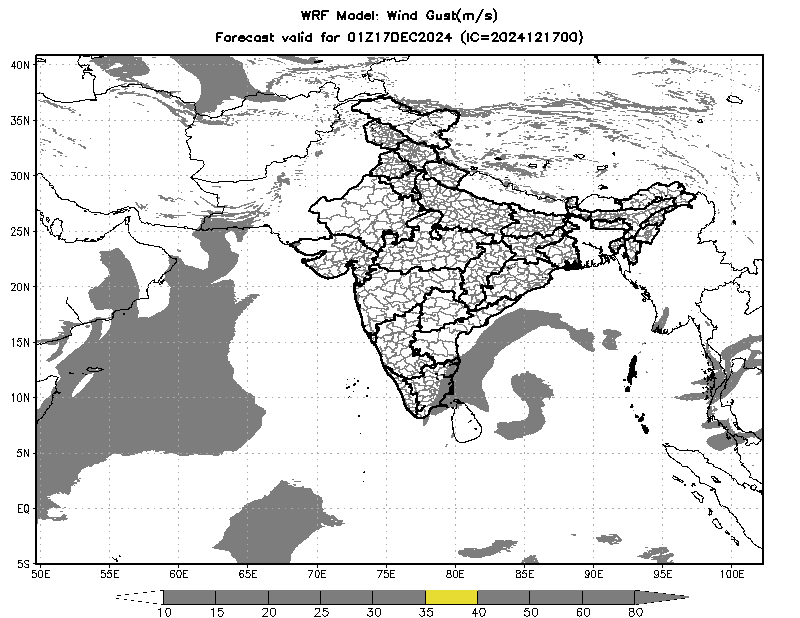 WRF Model: Wind Gust(m/s)
Forecast valid for 01Z17DEC2024 (IC=2024121700)
40N
35N
30N
25N
20N
15N
10N
5N
EQ
5S
50E 55E 60E 65E 70E 75E 80E 85E 90E 95E 100E
10 15 20 25 30 35 40 50 60 80